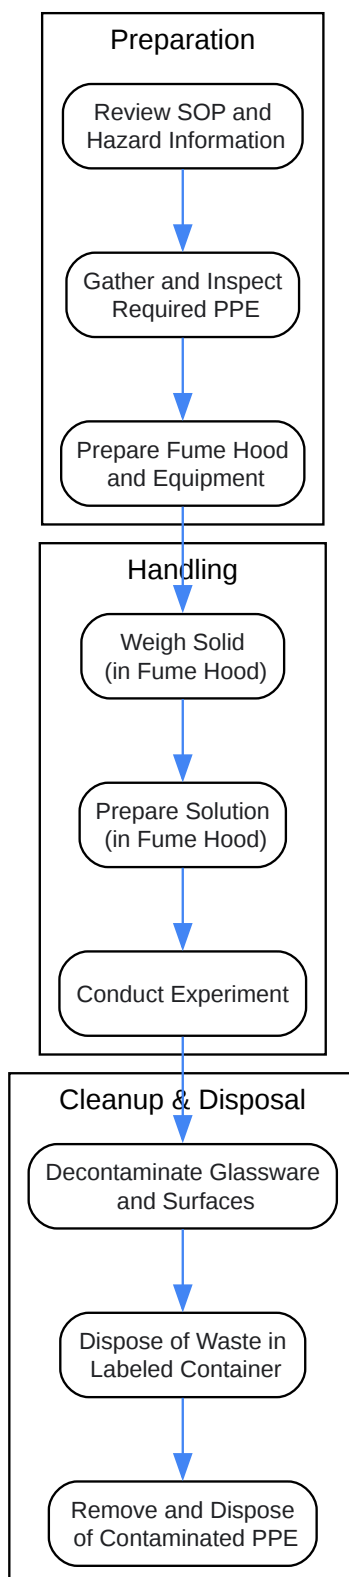 Preparation
Review SOP and
Hazard Information
Gather and Inspect
Required PPE
Prepare Fume Hood
and Equipment
Handling
Weigh Solid
(in Fume Hood)
Prepare Solution
(in Fume Hood)
Conduct Experiment
Cleanup & Disposal
Decontaminate Glassware
and Surfaces
Dispose of Waste in
Labeled Container
Remove and Dispose
of Contaminated PPE